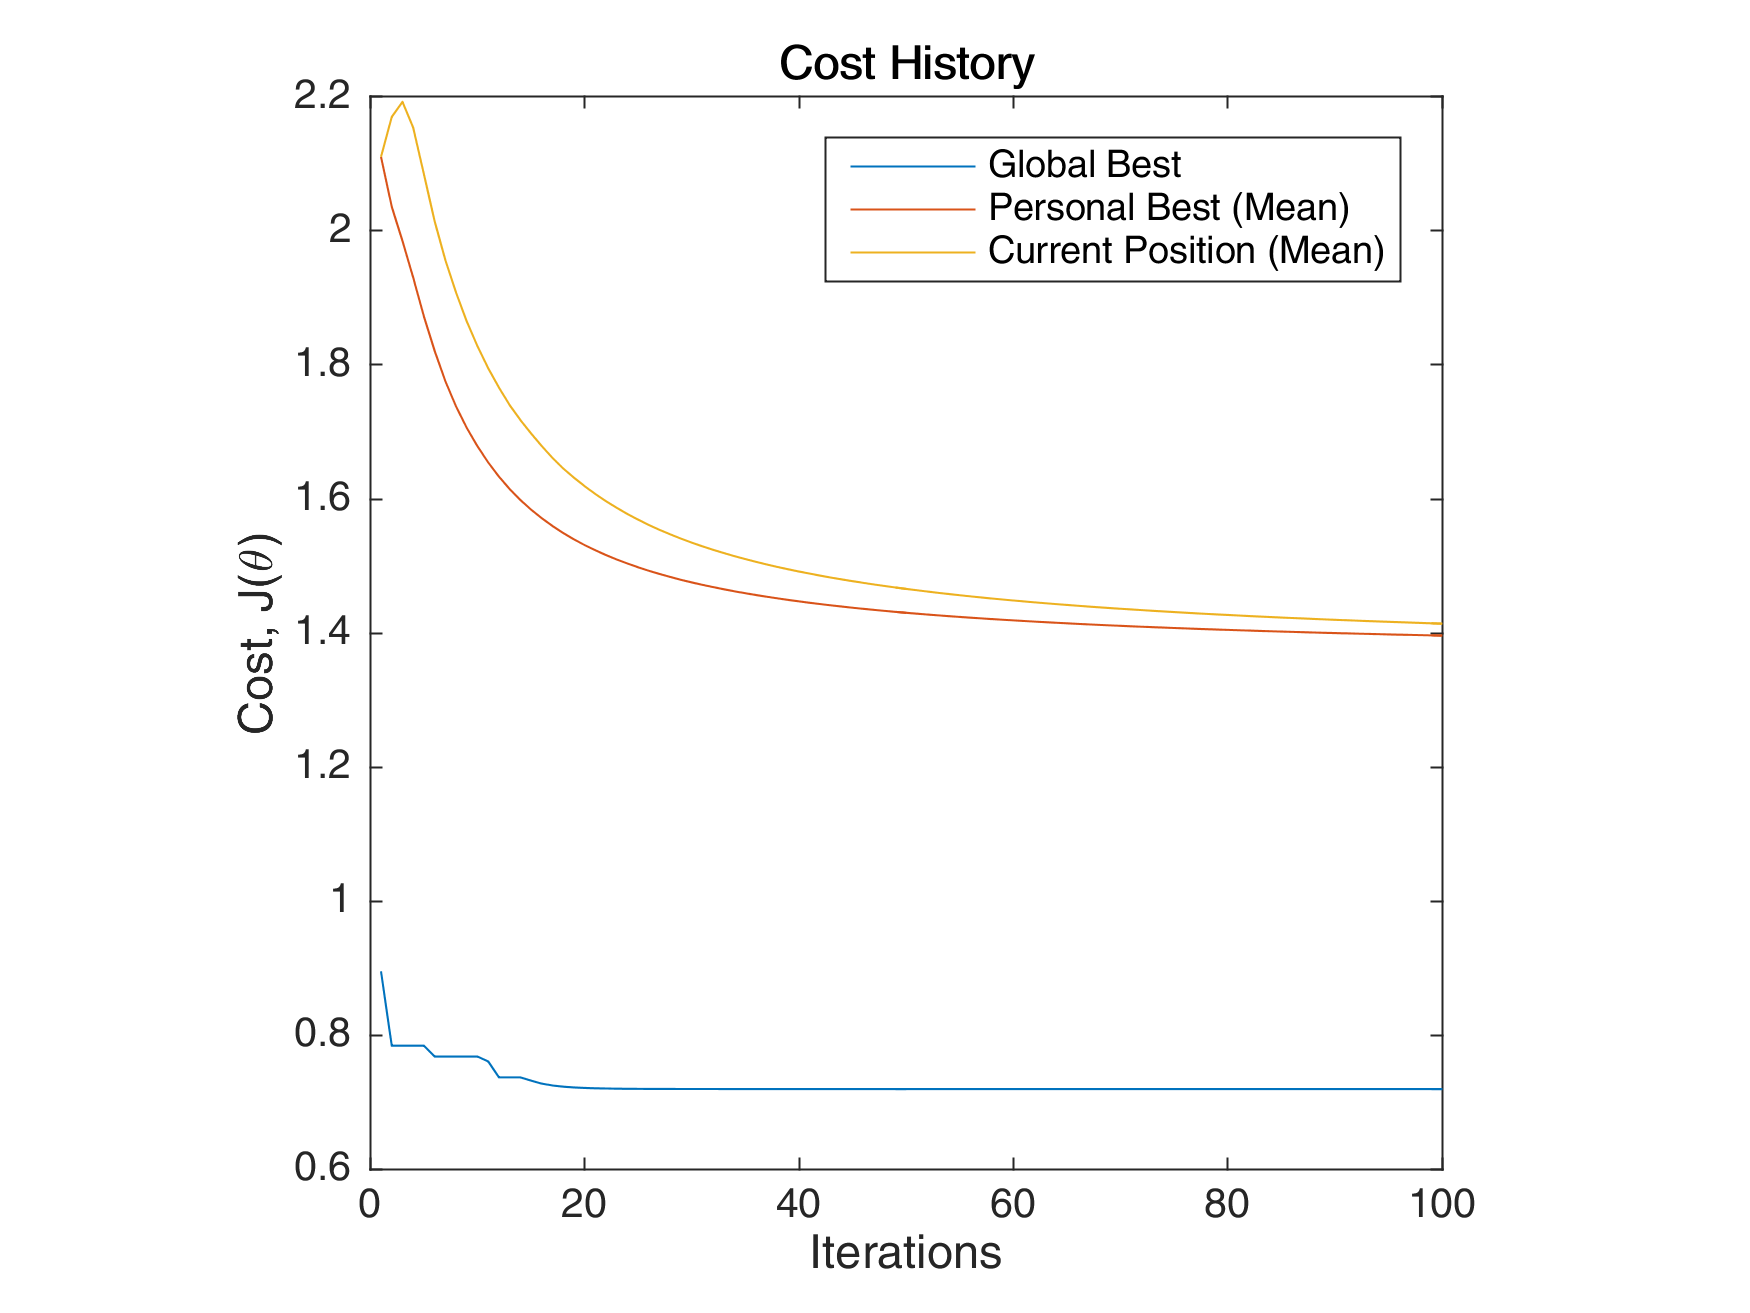 Cost History
2.2
2
1.8
1.6
1.4
1.2
1
0.8
0.6
Cost, J(θ)
Global Best
Personal Best (Mean)
Current Position (Mean)
0 20 40 60 80 100
Iterations